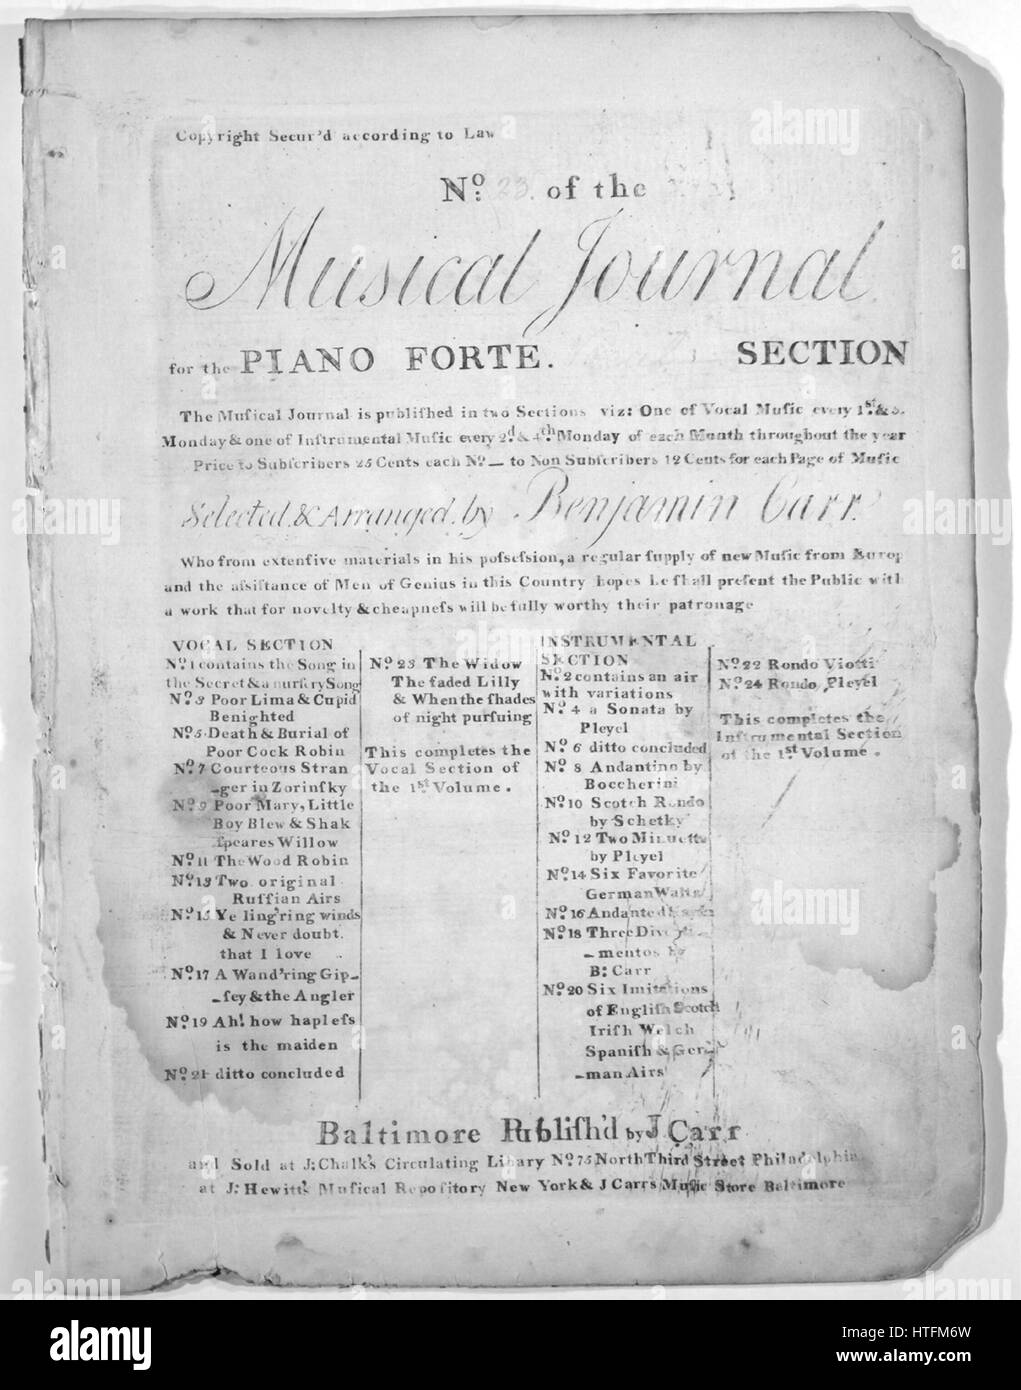 Copyright Secur'd according to Law
No: 23. of the
Musical Journal.
for the PIANO FORTE. SECTION
The Muſical Journal is publiſhed in two Sections viz: One of Vocal Muſic every 1st. & 3.
Monday & one of Inſtrumental Muſic every 2d. & 4th. Monday of each Month throughout the year
Price to Subſcribers 25 Cents each No — to Non Subſcribers 12 Cents for each Page of Muſic
Selected & Arranged by Benjamin Carr.
Who from extenſive materials in his poſseſsion, a regular ſupply of new Muſic from Europ
and the aſsiſtance of Men of Genius in this Country hopes he ſhall preſent the Public with
a work that for novelty & cheapneſs will be fully worthy their patronage
VOCAL SECTION
No. 1 contains the Song in
the Secret & a nurſery Song
No. 3 Poor Lima & Cupid
Benighted
No. 5. Death & Burial of
Poor Cock Robin
No. 7 Courteous Stran
-ger in Zorinſky
No. 9 Poor Mary, Little
Boy Blew & Shak
ſpeares Willow
No. 11 The Wood Robin
No. 13 Two original
Ruſſian Airs
No. 15 Ye ling'ring winds
& Never doubt.
that I love
No. 17 A Wand'ring Gip-
-ſey & the Angler
No. 19 Ah! how hapleſs
is the maiden
No. 21 ditto concluded
No. 23 The Widow
The faded Lilly
& When the ſhades
of night purſuing
This completes the
Vocal Section of
the 1st. Volume.
INSTRUMENTAL
SECTION
No. 2 contains an air
with variations
No. 4 a Sonata by
Pleyel
No. 6 ditto concluded
No. 8 Andantino by
Boccherini
No. 10 Scotch Rondo
by Schetky
No. 12 Two Minuetts
by Pleyel
No. 14 Six Favorite
German Waltz
No. 16 Andante
No. 18 Three Diverti
-mentos by
B: Carr
No. 20 Six Imitations
of Engliſh Scotch
Iriſh Welch
Spaniſh & Ger
-man Airs
No. 22 Rondo Viotti
No. 24 Rondo Pleyel
This completes the
Inſtrumental Section
of the 1st. Volume.
Baltimore Publiſh'd by J Carr
and Sold at J: Chalk's Circulating Library No. 75 North Third Street Philadelphia
at J. Hewitt's Muſical Repoſitory New York & J Carrs Muſic Store Baltimore
alamy
Image ID: HTFM6W
www.alamy.com